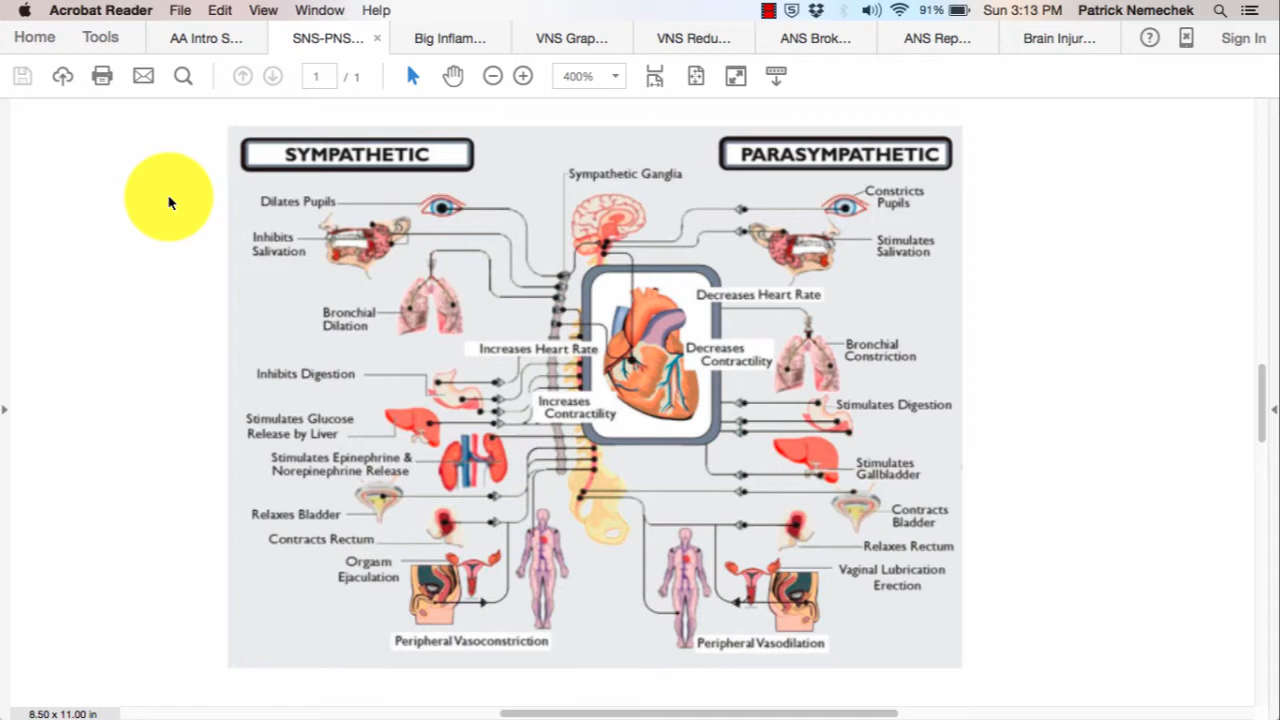 Acrobat Reader File Edit View Window Help 91% Sun 3:13 PM Patrick Nemechek
Home Tools AA Intro S... SNS-PNS... × Big Inflam... VNS Grap... VNS Redu... ANS Brok... ANS Rep... Brain Injur... Sign In
1 / 1 400%
SYMPATHETIC
PARASYMPATHETIC
Sympathetic Ganglia
Dilates Pupils
Constricts
Pupils
Inhibits
Salivation
Stimulates
Salivation
Decreases Heart Rate
Bronchial
Dilation
Increases Heart Rate
Decreases
Contractility
Bronchial
Constriction
Inhibits Digestion
Increases
Contractility
Stimulates Digestion
Stimulates Glucose
Release by Liver
Stimulates Epinephrine &
Norepinephrine Release
Stimulates
Gallbladder
Relaxes Bladder
Contracts
Bladder
Contracts Rectum
Relaxes Rectum
Orgasm
Ejaculation
Vaginal Lubrication
Erection
Peripheral Vasoconstriction
Peripheral Vasodilation
8.50 x 11.00 in